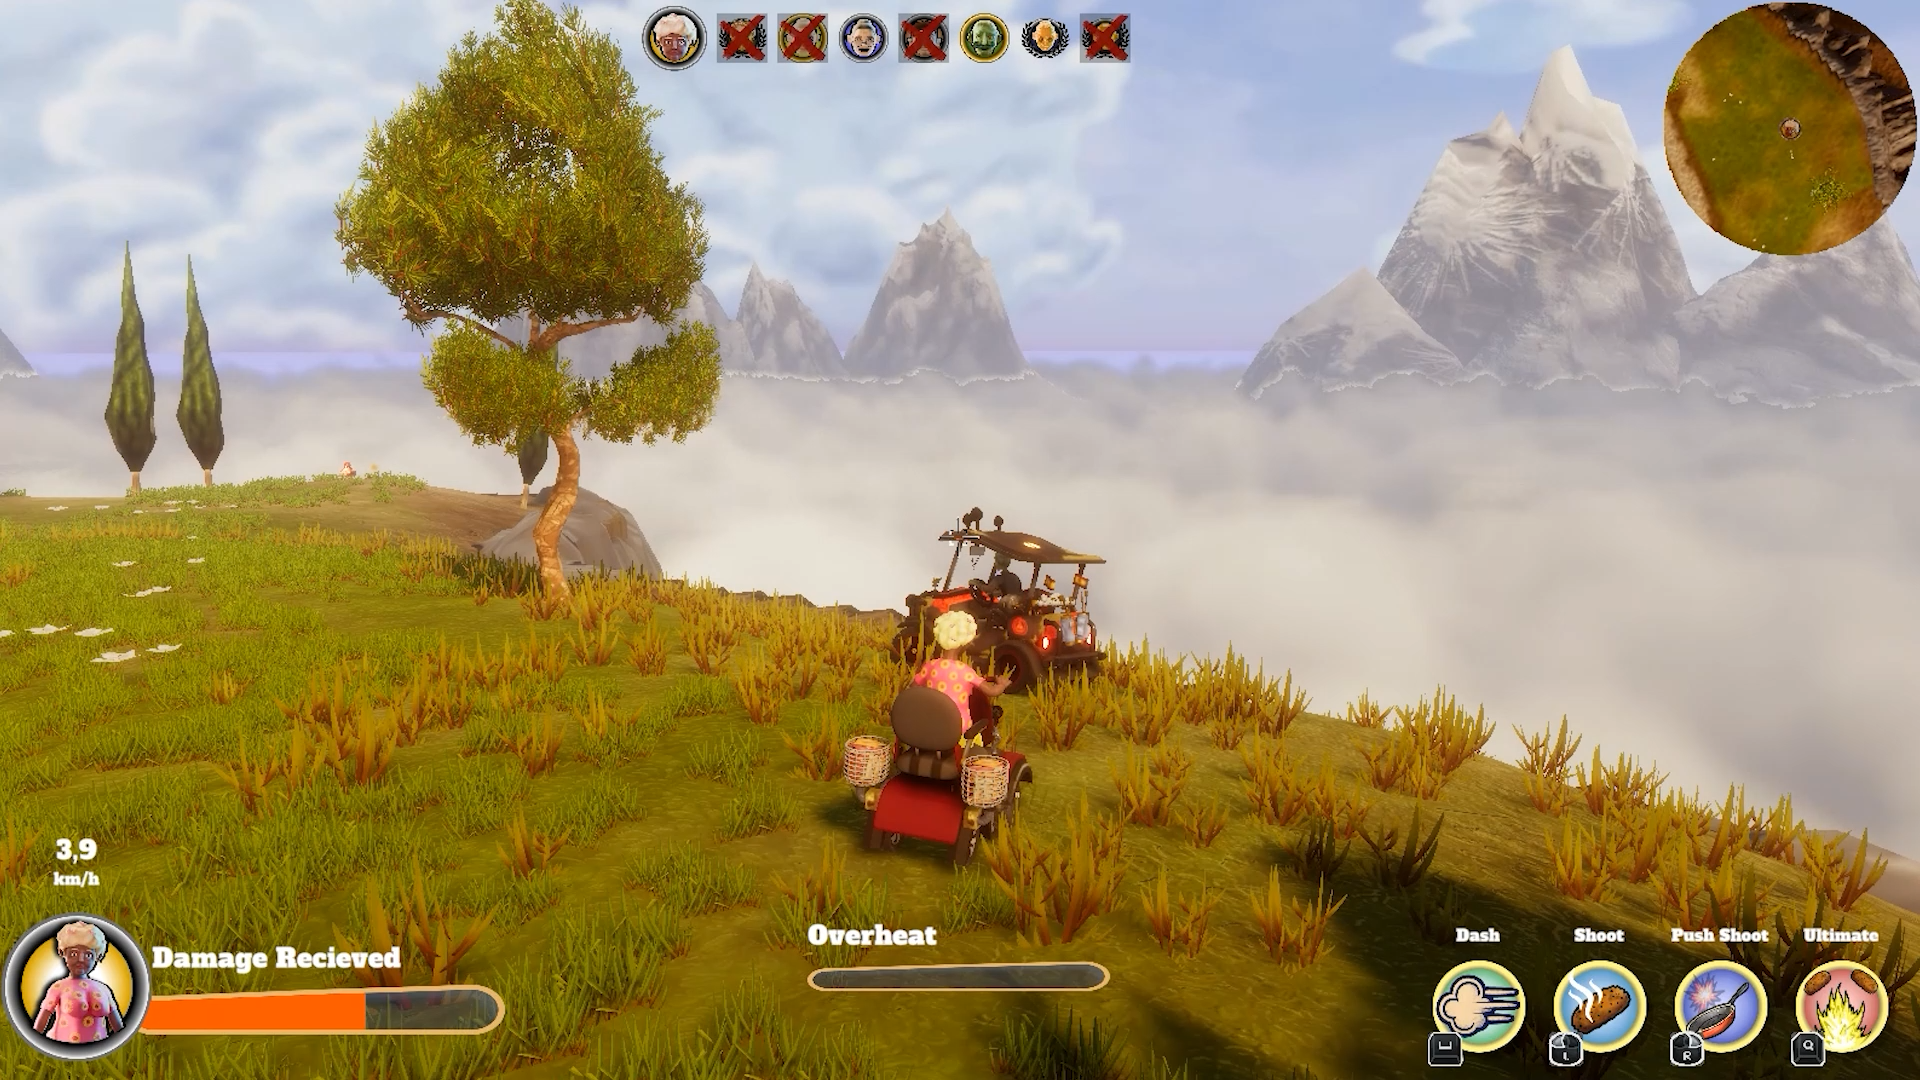 3,9
km/h
Damage Recieved
Overheat
Dash
Shoot
Push Shoot
Ultimate
L
R
Q